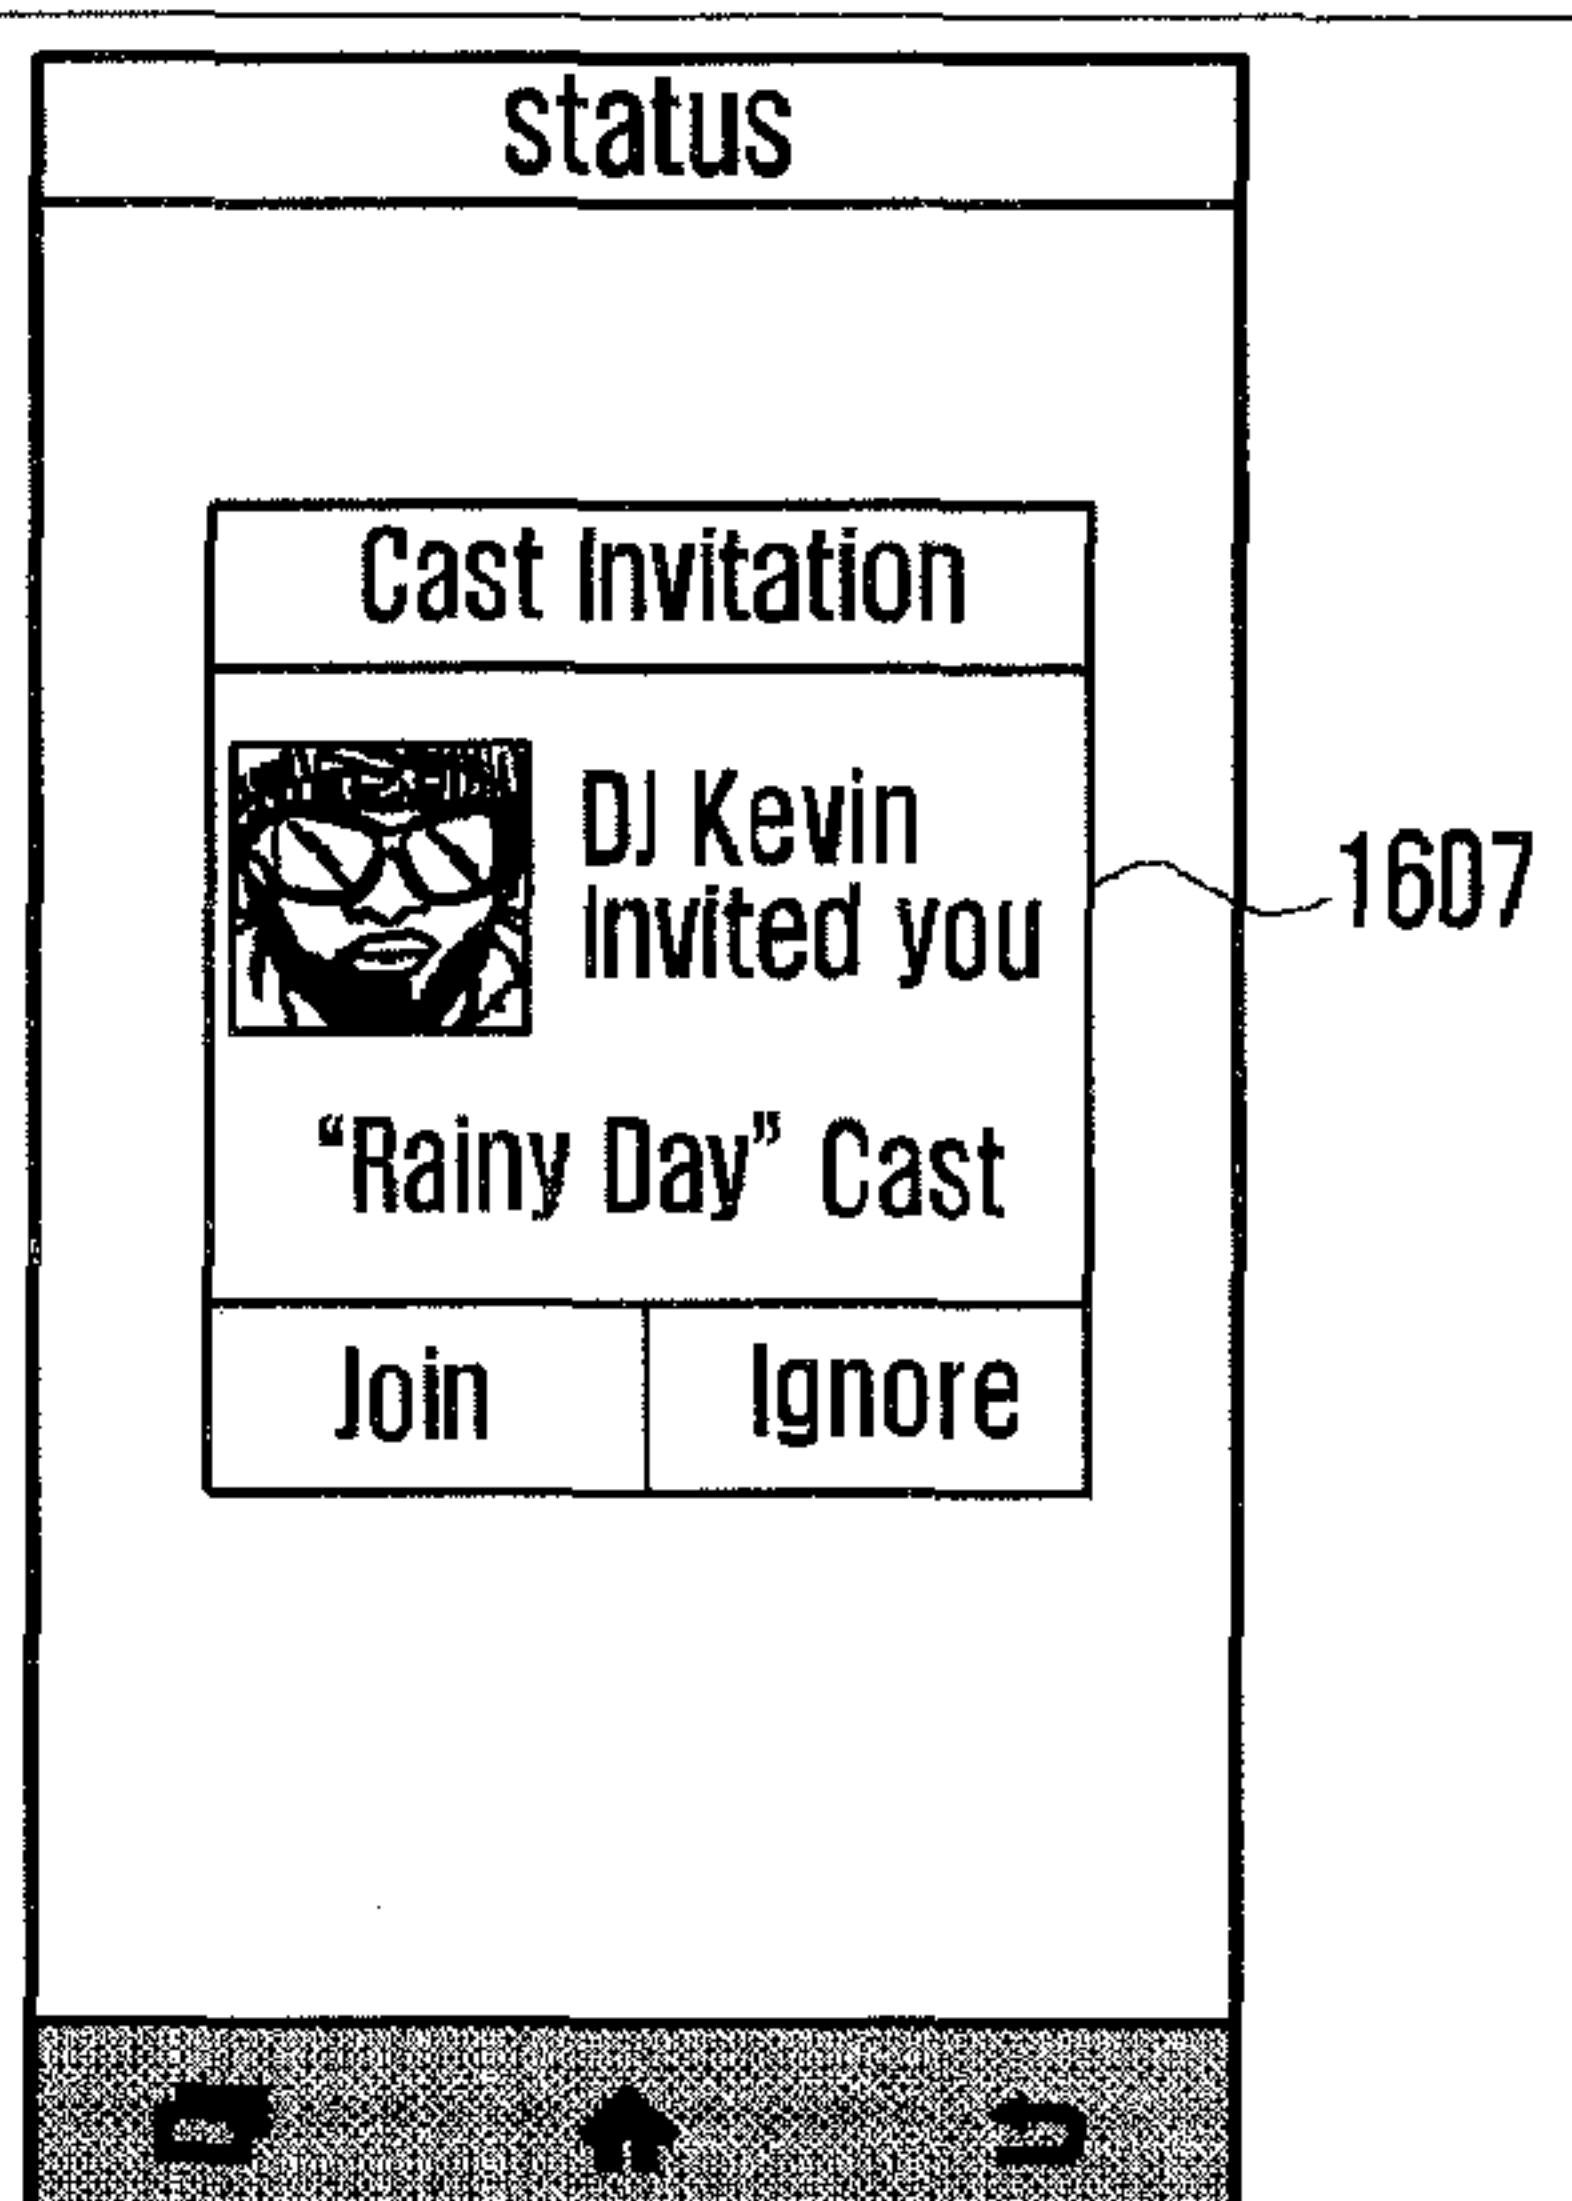 status
Cast Invitation
DJ Kevin
Invited you
1607
“Rainy Day” Cast
Join
Ignore